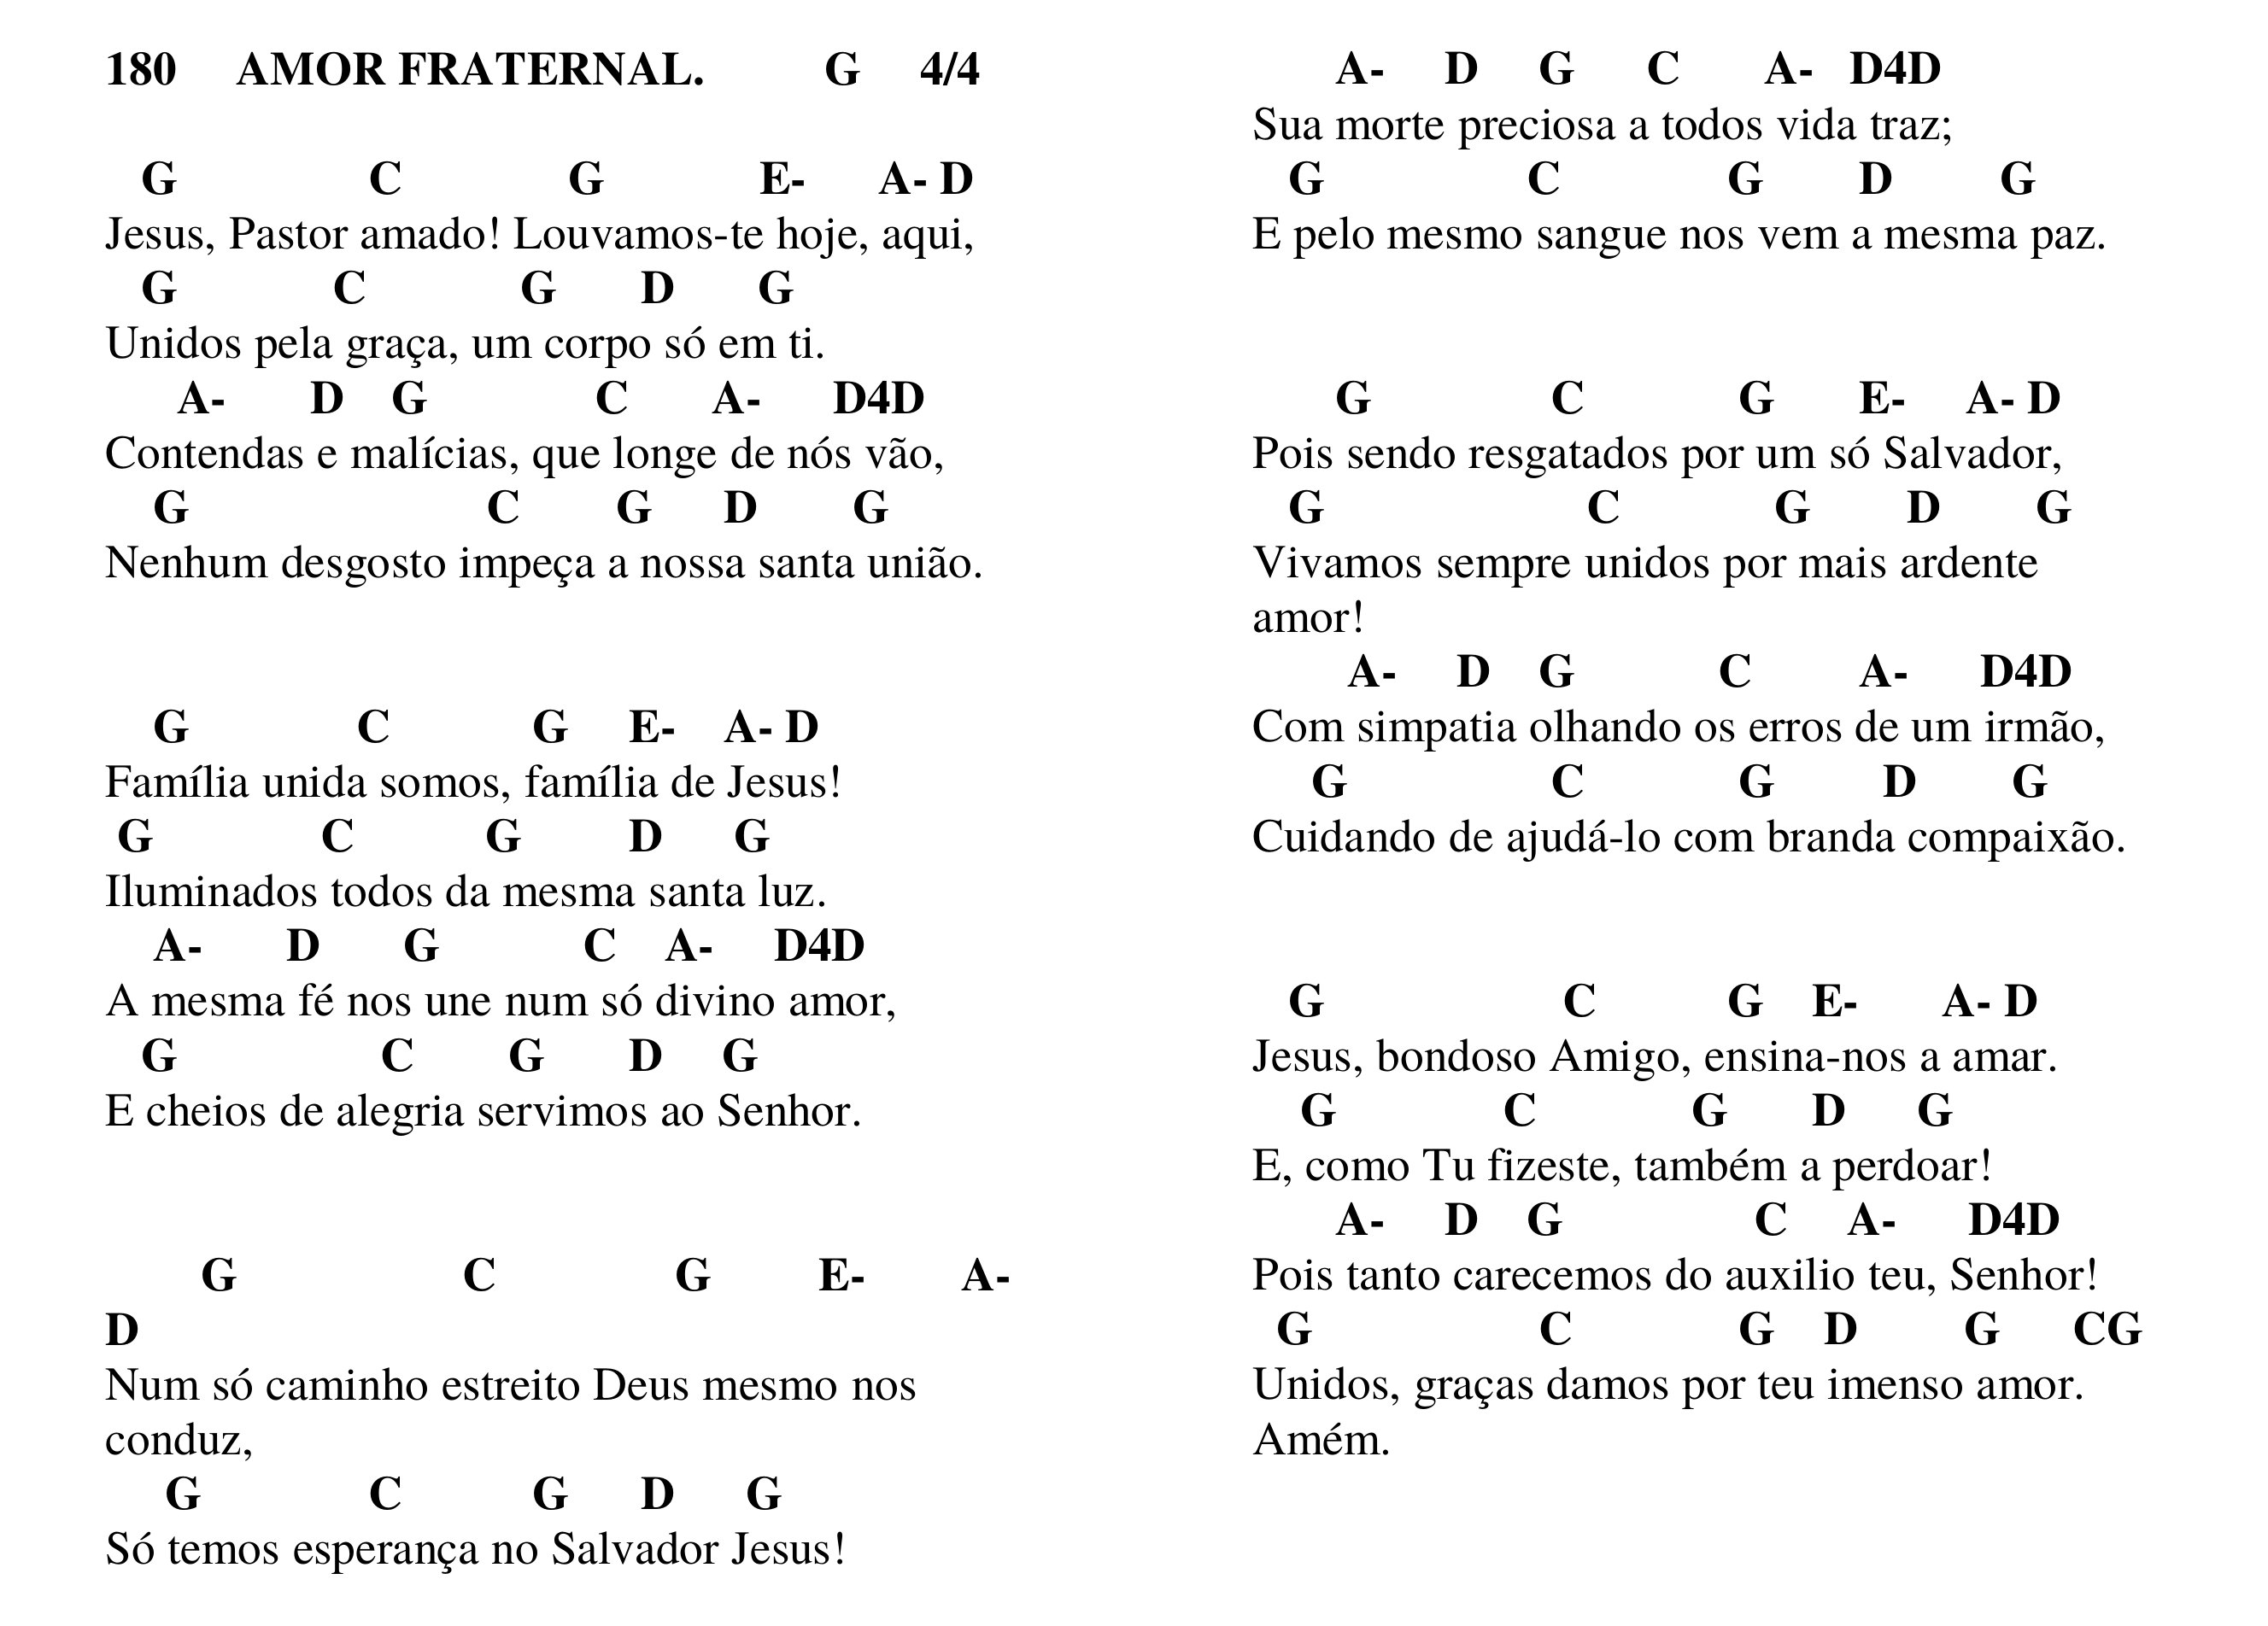 180     AMOR FRATERNAL.          G     4/4
G                C              G             E-      A- D
Jesus, Pastor amado! Louvamos-te hoje, aqui,
G             C             G       D       G
Unidos pela graça, um corpo só em ti.
A-       D    G              C       A-      D4D
Contendas e malícias, que longe de nós vão,
G                         C        G      D        G
Nenhum desgosto impeça a nossa santa união.
G              C            G     E-    A- D
Família unida somos, família de Jesus!
G              C           G         D      G
Iluminados todos da mesma santa luz.
A-       D       G            C    A-     D4D
A mesma fé nos une num só divino amor,
G                 C        G       D     G
E cheios de alegria servimos ao Senhor.
G                   C               G         E-        A-
D
Num só caminho estreito Deus mesmo nos
conduz,
G              C           G      D      G
Só temos esperança no Salvador Jesus!
A-     D     G      C       A-   D4D
Sua morte preciosa a todos vida traz;
G                 C              G        D         G
E pelo mesmo sangue nos vem a mesma paz.
G               C             G       E-     A- D
Pois sendo resgatados por um só Salvador,
G                      C             G        D        G
Vivamos sempre unidos por mais ardente
amor!
A-     D    G            C         A-      D4D
Com simpatia olhando os erros de um irmão,
G                 C             G         D        G
Cuidando de ajudá-lo com branda compaixão.
G                    C           G    E-       A- D
Jesus, bondoso Amigo, ensina-nos a amar.
G              C             G       D      G
E, como Tu fizeste, também a perdoar!
A-     D    G                C     A-      D4D
Pois tanto carecemos do auxilio teu, Senhor!
G                   C              G    D         G      CG
Unidos, graças damos por teu imenso amor.
Amém.